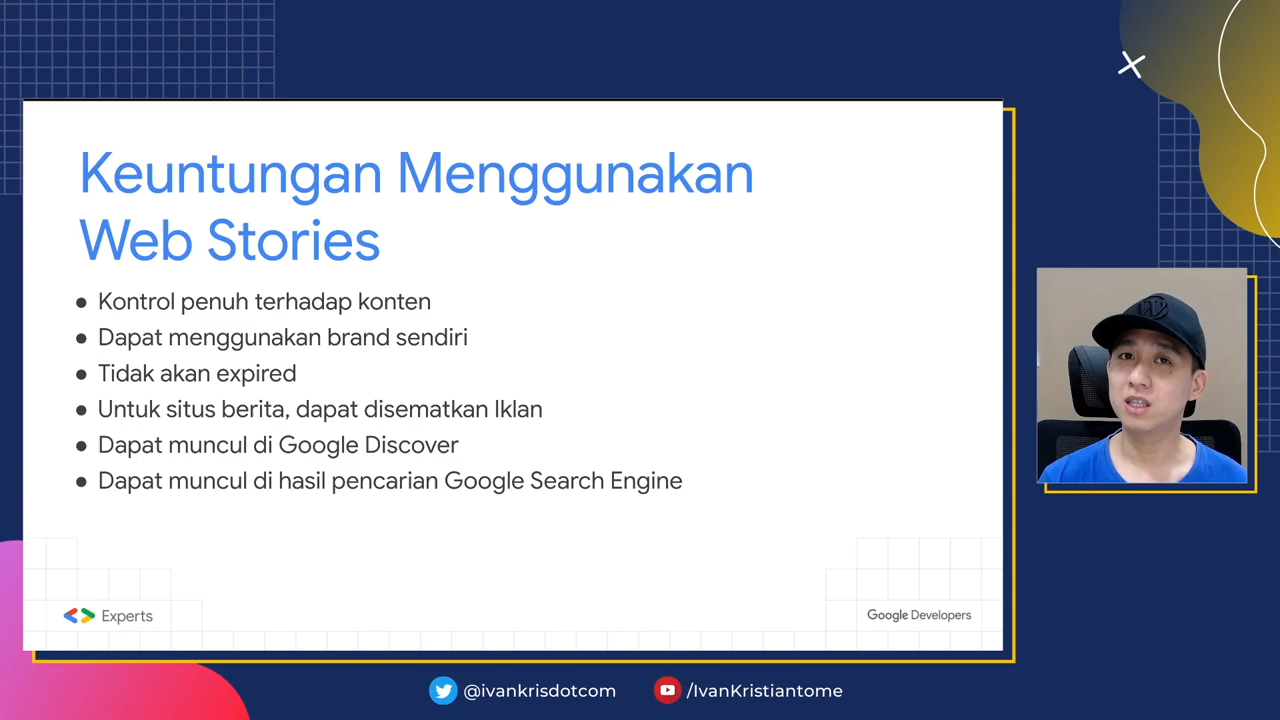 Keuntungan Menggunakan
Web Stories
● Kontrol penuh terhadap konten
● Dapat menggunakan brand sendiri
● Tidak akan expired
● Untuk situs berita, dapat disematkan Iklan
● Dapat muncul di Google Discover
● Dapat muncul di hasil pencarian Google Search Engine
Experts
Google Developers
@ivankrisdotcom
/IvanKristiantome